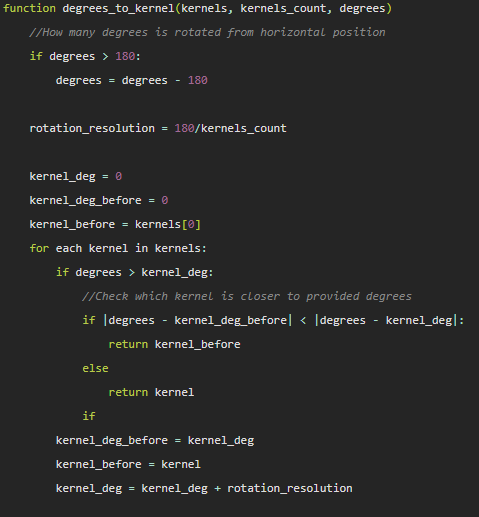 function degrees_to_kernel(kernels, kernels_count, degrees)
    //How many degrees is rotated from horizontal position
    if degrees > 180:
        degrees = degrees - 180

    rotation_resolution = 180/kernels_count

    kernel_deg = 0
    kernel_deg_before = 0
    kernel_before = kernels[0]
    for each kernel in kernels:
        if degrees > kernel_deg:
            //Check which kernel is closer to provided degrees
            if |degrees - kernel_deg_before| < |degrees - kernel_deg|:
                return kernel_before
            else
                return kernel
            if
        kernel_deg_before = kernel_deg
        kernel_before = kernel
        kernel_deg = kernel_deg + rotation_resolution